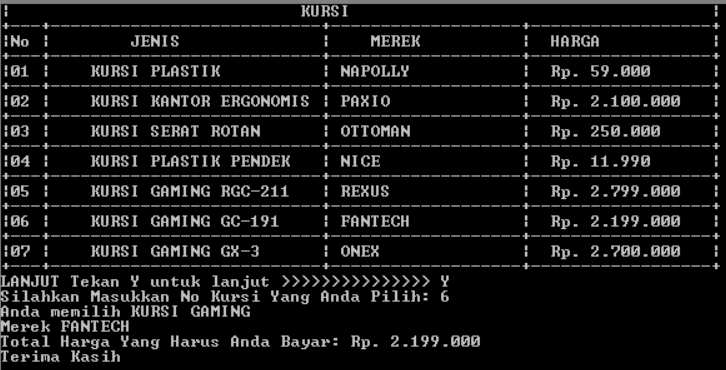 KURSI
No JENIS MEREK HARGA
01 KURSI PLASTIK NAPOLLY Rp. 59.000
02 KURSI KANTOR ERGONOMIS PAXIO Rp. 2.100.000
03 KURSI SERAT ROTAN OTTOMAN Rp. 250.000
04 KURSI PLASTIK PENDEK NICE Rp. 11.990
05 KURSI GAMING RGC-211 REXUS Rp. 2.799.000
06 KURSI GAMING GC-191 FANTECH Rp. 2.199.000
07 KURSI GAMING GX-3 ONEX Rp. 2.700.000
LANJUT Tekan Y untuk lanjut >>>>>>>>>>>>>>> Y
Silahkan Masukkan No Kursi Yang Anda Pilih: 6
Anda memilih KURSI GAMING
Merek FANTECH
Total Harga Yang Harus Anda Bayar: Rp. 2.199.000
Terima Kasih